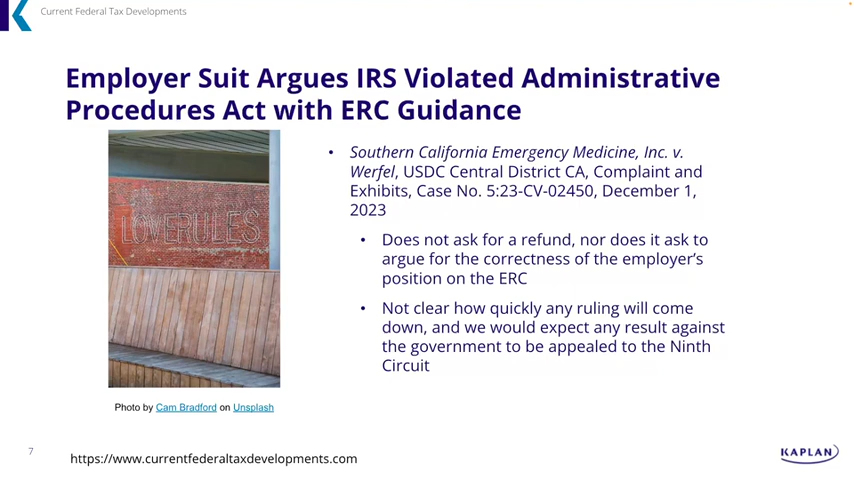 Current Federal Tax Developments
Employer Suit Argues IRS Violated Administrative
Procedures Act with ERC Guidance
LOVERULES
• Southern California Emergency Medicine, Inc. v.
Werfel, USDC Central District CA, Complaint and
Exhibits, Case No. 5:23-CV-02450, December 1,
2023
• Does not ask for a refund, nor does it ask to
argue for the correctness of the employer’s
position on the ERC
• Not clear how quickly any ruling will come
down, and we would expect any result against
the government to be appealed to the Ninth
Circuit
Photo by Cam Bradford on Unsplash
7
https://www.currentfederaltaxdevelopments.com
KAPLAN